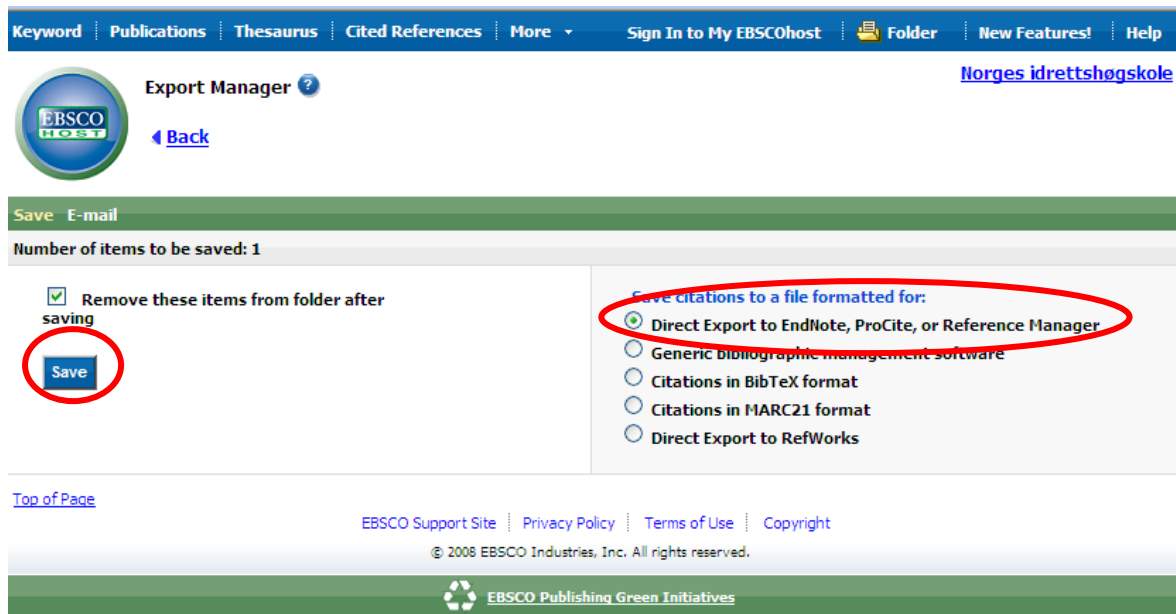 Keyword Publications Thesaurus Cited References More Sign In to My EBSCOhost Folder New Features! Help
Norges idrettshøgskole
Export Manager ?
EBSCO
HOST
Back
Save E-mail
Number of items to be saved: 1
Remove these items from folder after
saving
Save
Save citations to a file formatted for:
Direct Export to EndNote, ProCite, or Reference Manager
Generic bibliographic management software
Citations in BibTeX format
Citations in MARC21 format
Direct Export to RefWorks
Top of Page
EBSCO Support Site Privacy Policy Terms of Use Copyright
© 2008 EBSCO Industries, Inc. All rights reserved.
EBSCO Publishing Green Initiatives